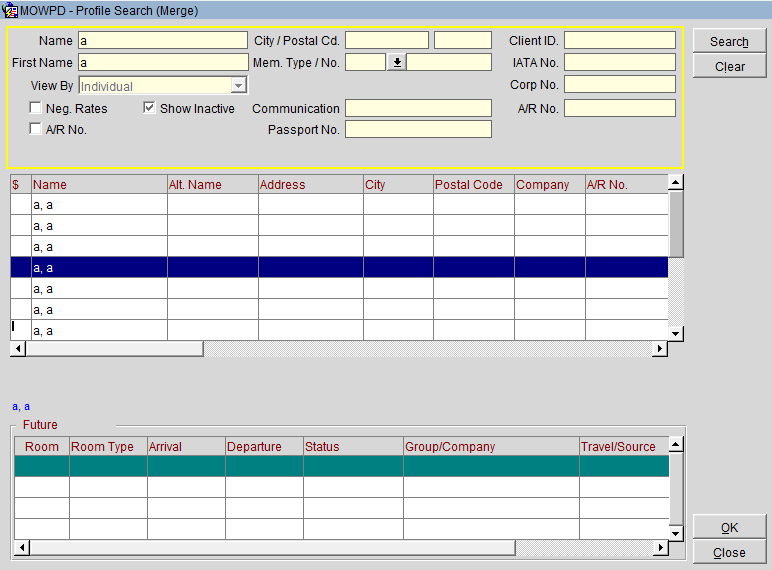 MOWPD - Profile Search (Merge)
Name a City / Postal Cd. Client ID. Search
First Name a Mem. Type / No. IATA No. Clear
View By Individual Corp No.
Neg. Rates Show Inactive Communication A/R No.
A/R No. Passport No.
$ Name Alt. Name Address City Postal Code Company A/R No.
a, a
a, a
a, a
a, a
a, a
a, a
a, a
a, a
Future
Room Room Type Arrival Departure Status Group/Company Travel/Source
OK
Close